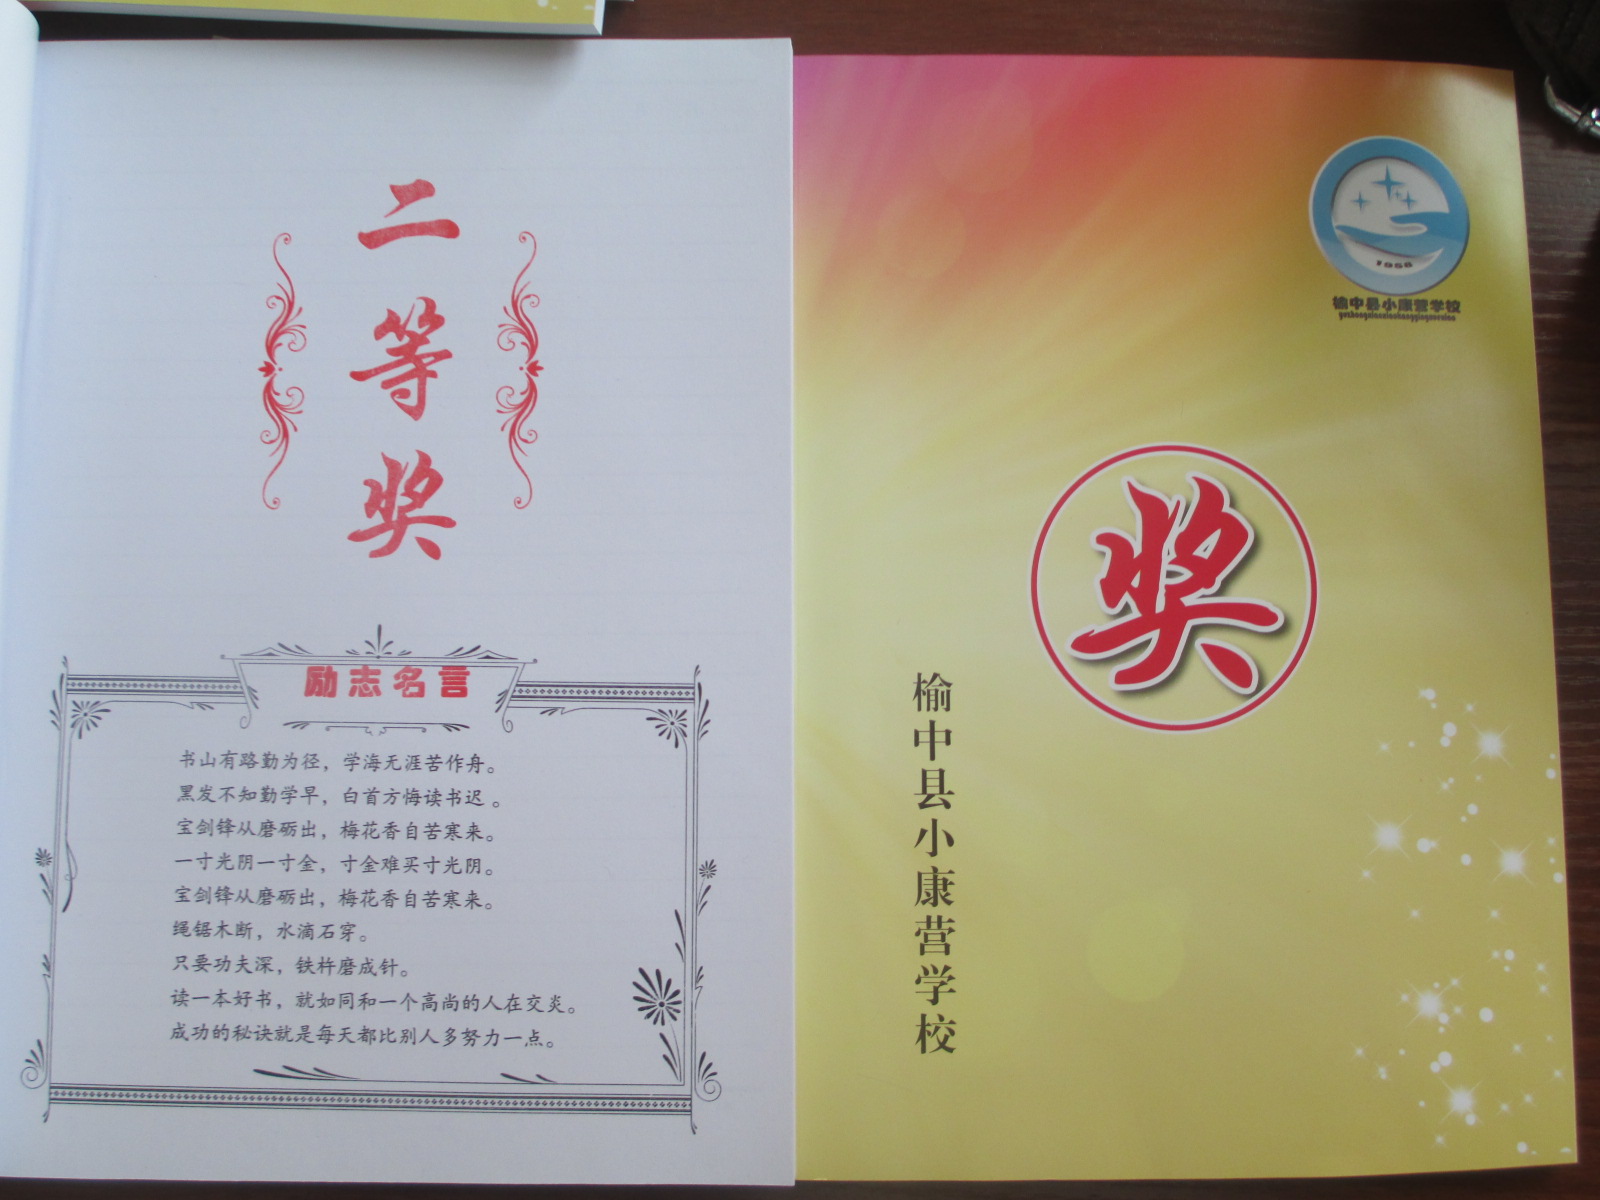 二等奖
励志名言
书山有路勤为径，学海无涯苦作舟。
黑发不知勤学早，白首方悔读书迟。
宝剑锋从磨砺出，梅花香自苦寒来。
一寸光阴一寸金，寸金难买寸光阴。
宝剑锋从磨砺出，梅花香自苦寒来。
绳锯木断，水滴石穿。
只要功夫深，铁杵磨成针。
读一本好书，就如同和一个高尚的人在交炎。
成功的秘诀就是每天都比别人多努力一点。
1958
榆中县小康营学校
奖
榆中县小康营学校